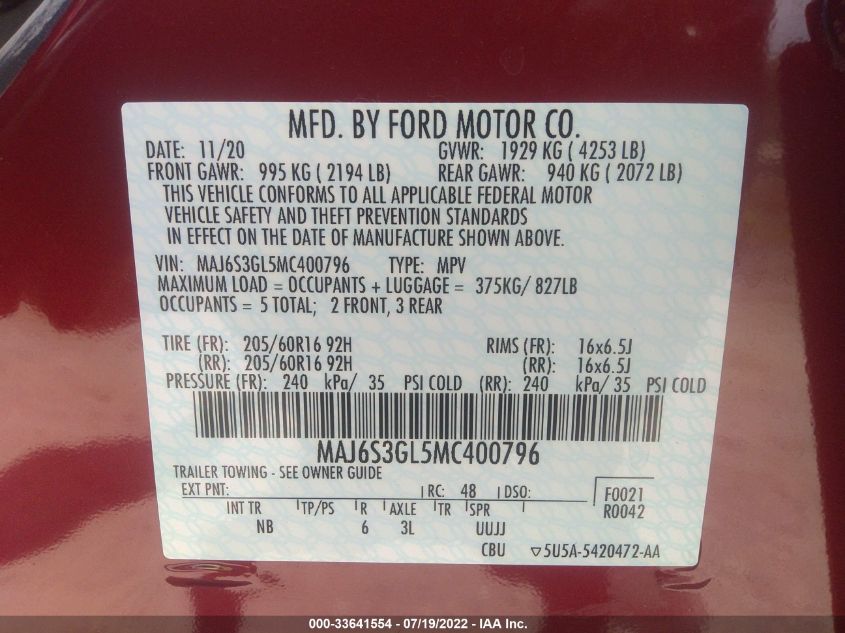 MFD. BY FORD MOTOR CO.
DATE: 11/20 GVWR: 1929 KG ( 4253 LB)
FRONT GAWR: 995 KG ( 2194 LB) REAR GAWR: 940 KG ( 2072 LB)
THIS VEHICLE CONFORMS TO ALL APPLICABLE FEDERAL MOTOR
VEHICLE SAFETY AND THEFT PREVENTION STANDARDS
IN EFFECT ON THE DATE OF MANUFACTURE SHOWN ABOVE.
VIN: MAJ6S3GL5MC400796 TYPE: MPV
MAXIMUM LOAD = OCCUPANTS + LUGGAGE = 375KG/ 827LB
OCCUPANTS = 5 TOTAL; 2 FRONT, 3 REAR
TIRE (FR): 205/60R16 92H RIMS (FR): 16x6.5J
(RR): 205/60R16 92H (RR): 16x6.5J
PRESSURE (FR): 240 kPa/ 35 PSI COLD (RR): 240 kPa/ 35 PSI COLD
MAJ6S3GL5MC400796
TRAILER TOWING - SEE OWNER GUIDE
EXT PNT: RC: 48 DSO: F0021
INT TR TP/PS R AXLE TR SPR R0042
NB 6 3L UUJJ
CBU ▽5U5A-5420472-AA
000-33641554 - 07/19/2022 - IAA Inc.